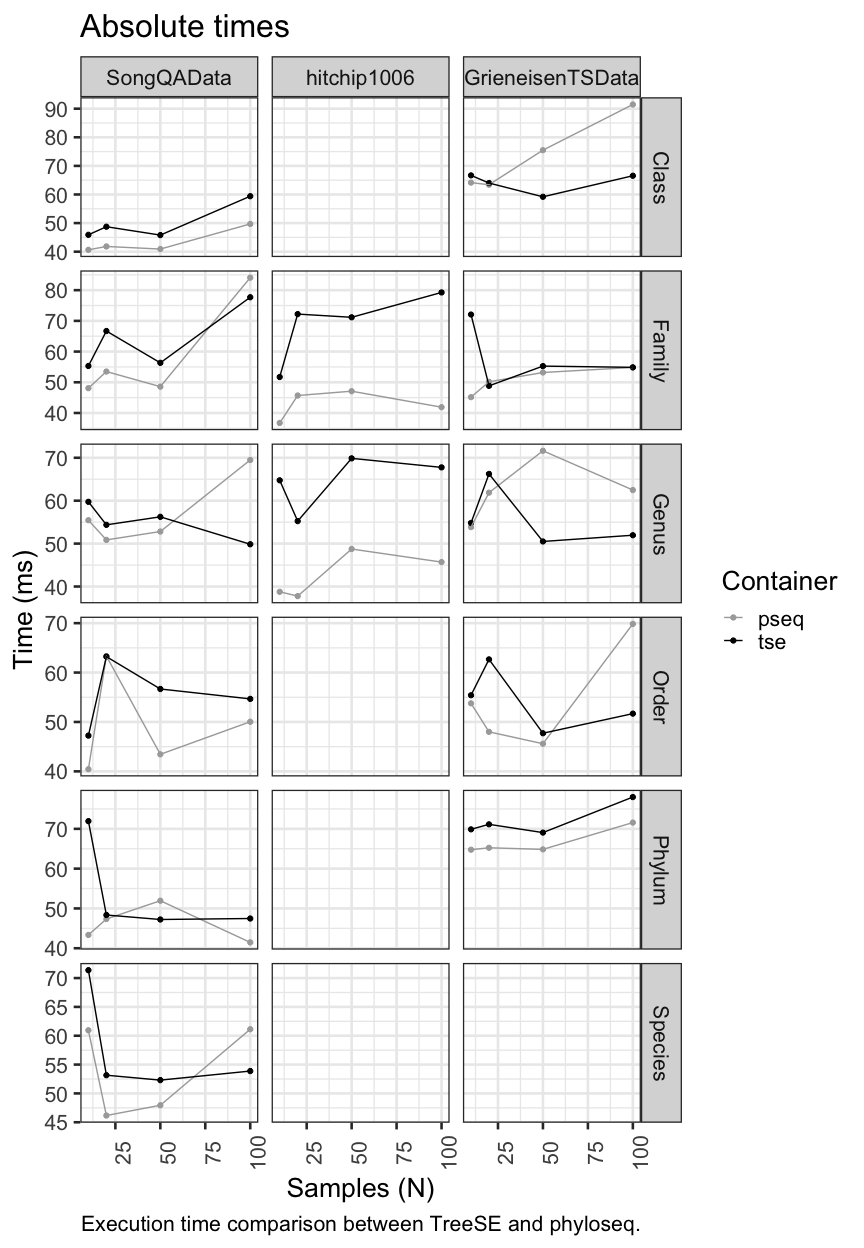 Absolute times
SongQAData hitchip1006 GrieneisenTSData
90
80
70
60
50
40
Class
80
70
60
50
40
Family
70
60
50
40
Genus
70
60
50
40
Order
70
60
50
40
Phylum
70
65
60
55
50
45
Species
Time (ms)
25 50 75 100 25 50 75 100 25 50 75 100
Samples (N)
Container
pseq
tse
Execution time comparison between TreeSE and phyloseq.